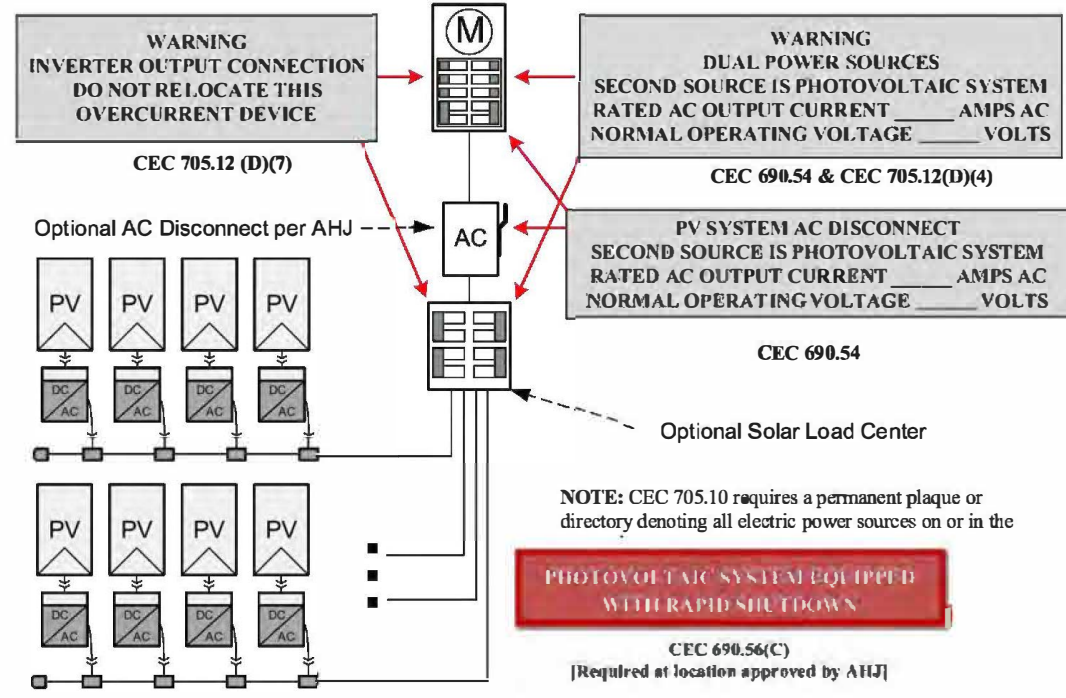 WARNING
INVERTER OUTPUT CONNECTION
DO NOT RELOCATE THIS
OVERCURRENT DEVICE
CEC 705.12 (D)(7)
M
WARNING
DUAL POWER SOURCES
SECOND SOURCE IS PHOTOVOLTAIC SYSTEM
RATED AC OUTPUT CURRENT ______ AMPS AC
NORMAL OPERATING VOLTAGE ______ VOLTS
CEC 690.54 & CEC 705.12(D)(4)
Optional AC Disconnect per AHJ
AC
PV SYSTEM AC DISCONNECT
SECOND SOURCE IS PHOTOVOLTAIC SYSTEM
RATED AC OUTPUT CURRENT ______ AMPS AC
NORMAL OPERATING VOLTAGE ______ VOLTS
CEC 690.54
PV PV PV PV
DC DC DC DC
AC AC AC AC
Optional Solar Load Center
NOTE: CEC 705.10 requires a permanent plaque or
directory denoting all electric power sources on or in the
PV PV PV PV
DC DC DC DC
AC AC AC AC
PHOTOVOLTAIC SYSTEM EQUIPPED
WITH RAPID SHUTDOWN
CEC 690.56(C)
[Required at location approved by AHJ]